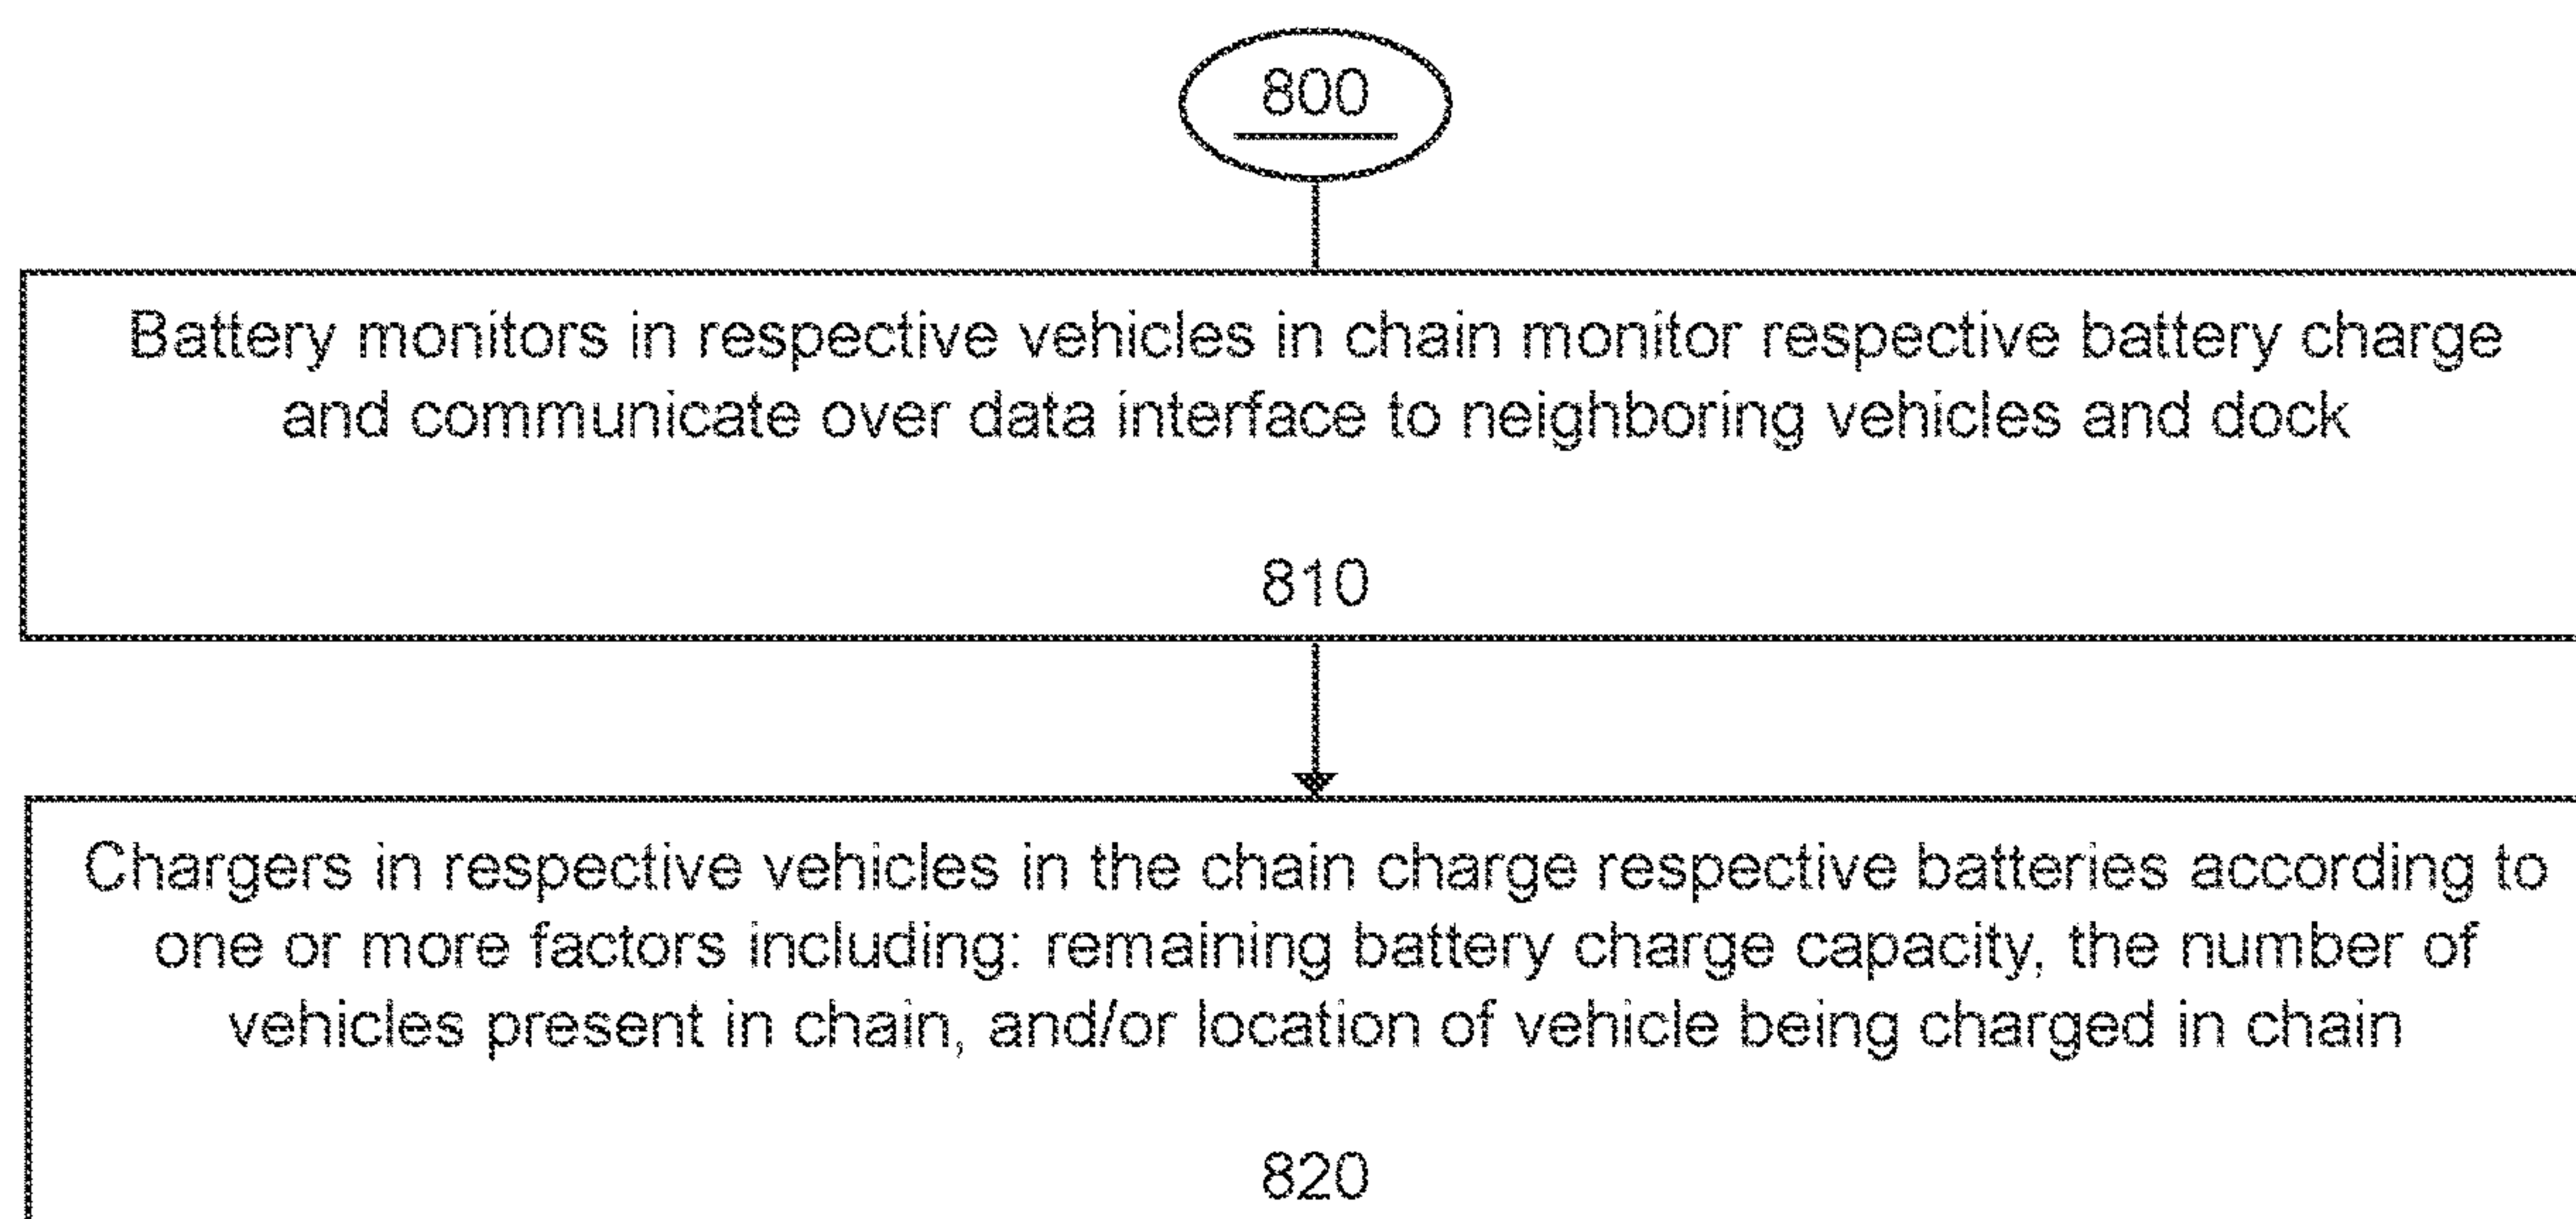 800
Battery monitors in respective vehicles in chain monitor respective battery charge
and communicate over data interface to neighboring vehicles and dock
810
Chargers in respective vehicles in the chain charge respective batteries according to
one or more factors including: remaining battery charge capacity, the number of
vehicles present in chain, and/or location of vehicle being charged in chain
820